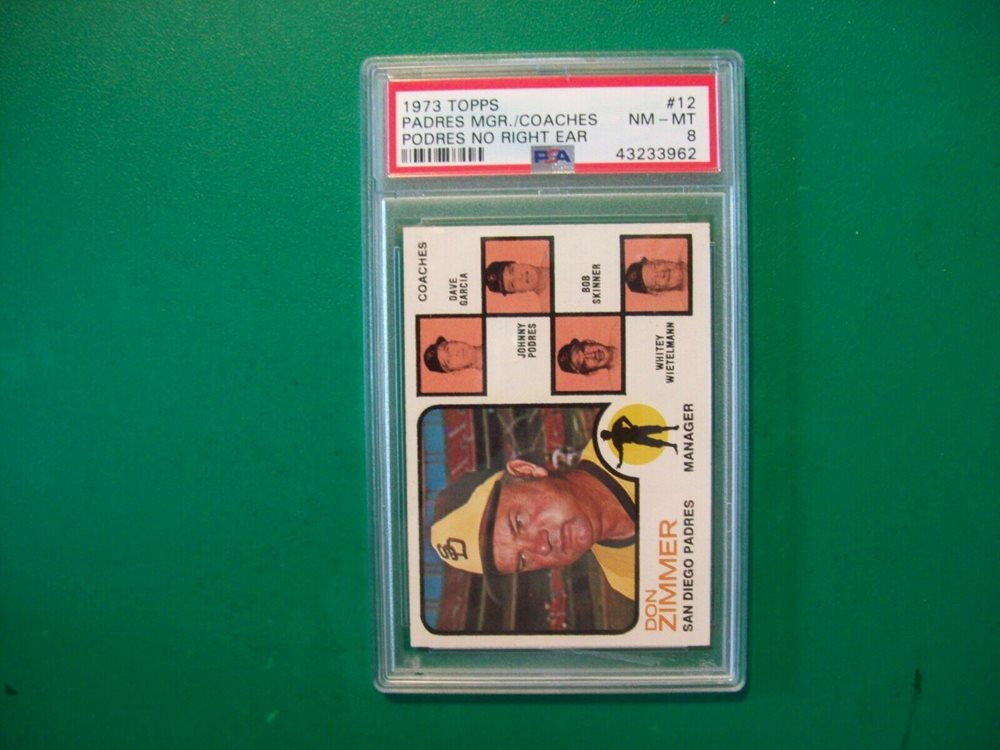 1973 TOPPS #12
PADRES MGR./COACHES NM-MT
PODRES NO RIGHT EAR 8
PSA 43233962
COACHES
DAVE
GARCIA
JOHNNY
PODRES
BOB
SKINNER
WHITEY
WIETELMANN
SD
DON
ZIMMER
SAN DIEGO PADRES MANAGER